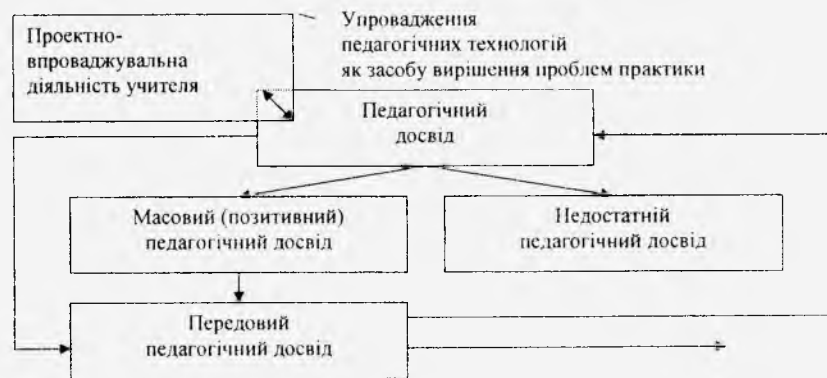 Проектно-
впроваджувальна
діяльність учителя
Упровадження
педагогічних технологій
як засобу вирішення проблем практики
Педагогічний
досвід
Масовий (позитивний)
педагогічний досвід
Недостатній
педагогічний досвід
Передовий
педагогічний досвід